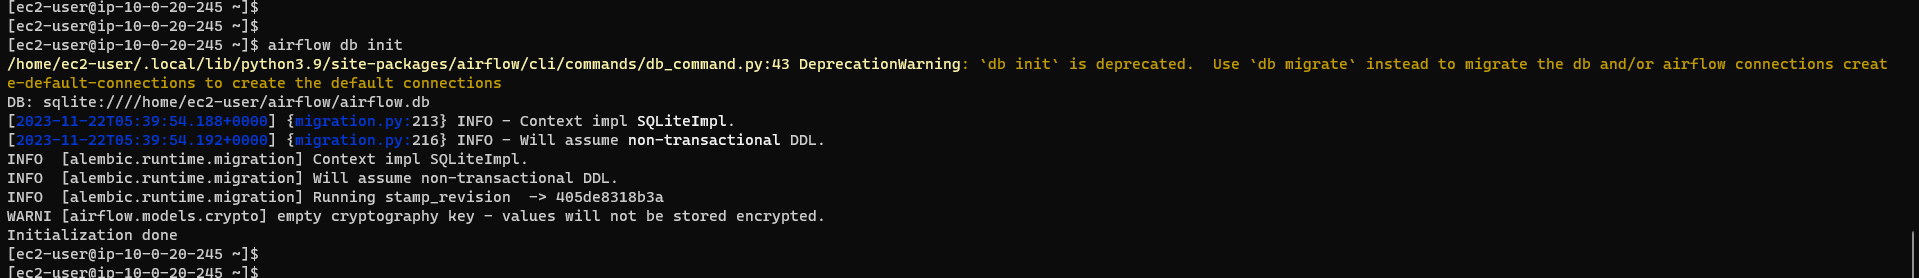 [ec2-user@ip-10-0-20-245 ~]$
[ec2-user@ip-10-0-20-245 ~]$
[ec2-user@ip-10-0-20-245 ~]$ airflow db init
/home/ec2-user/.local/lib/python3.9/site-packages/airflow/cli/commands/db_command.py:43 DeprecationWarning: `db init` is deprecated.  Use `db migrate` instead to migrate the db and/or airflow connections creat
e-default-connections to create the default connections
DB: sqlite:////home/ec2-user/airflow/airflow.db
[2023-11-22T05:39:54.188+0000] {migration.py:213} INFO - Context impl SQLiteImpl.
[2023-11-22T05:39:54.192+0000] {migration.py:216} INFO - Will assume non-transactional DDL.
INFO  [alembic.runtime.migration] Context impl SQLiteImpl.
INFO  [alembic.runtime.migration] Will assume non-transactional DDL.
INFO  [alembic.runtime.migration] Running stamp_revision  -> 405de8318b3a
WARNI [airflow.models.crypto] empty cryptography key - values will not be stored encrypted.
Initialization done
[ec2-user@ip-10-0-20-245 ~]$
[ec2-user@ip-10-0-20-245 ~]$